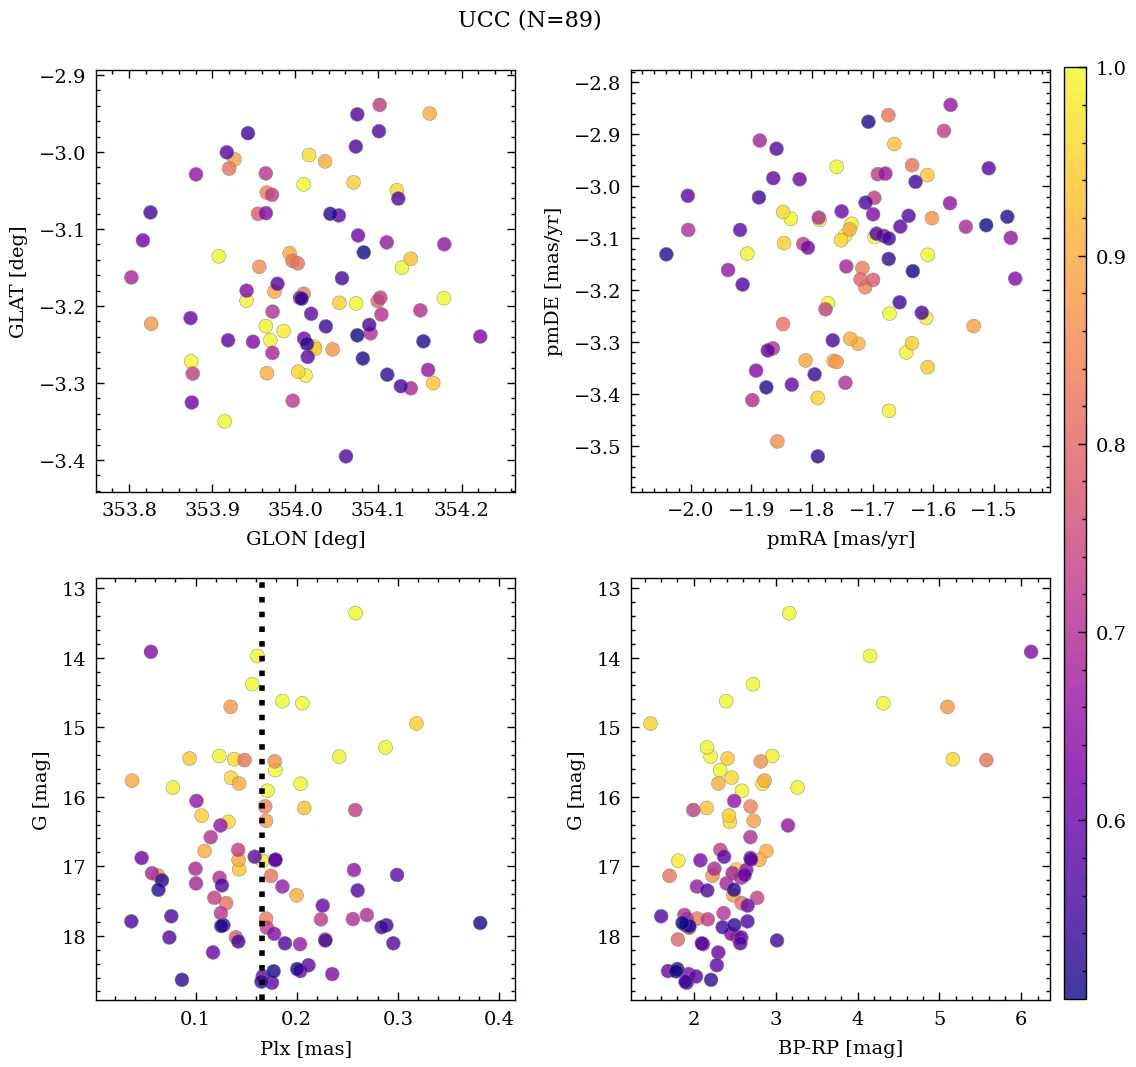 UCC (N=89)
−2.9
−3.0
−3.1
−3.2
−3.3
−3.4
GLAT [deg]
353.8 353.9 354.0 354.1 354.2
GLON [deg]
−2.8
−2.9
−3.0
−3.1
−3.2
−3.3
−3.4
−3.5
pmDE [mas/yr]
−2.0 −1.9 −1.8 −1.7 −1.6 −1.5
pmRA [mas/yr]
13
14
15
16
17
18
G [mag]
0.1 0.2 0.3 0.4
Plx [mas]
13
14
15
16
17
18
G [mag]
2 3 4 5 6
BP-RP [mag]
1.0
0.9
0.8
0.7
0.6